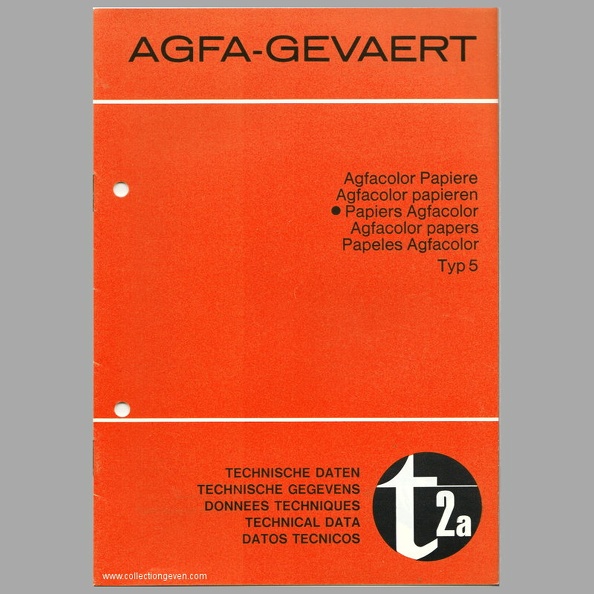 AGFA-GEVAERT
Agfacolor Papiere
Agfacolor papieren
• Papiers Agfacolor
Agfacolor papers
Papeles Agfacolor
Typ 5
TECHNISCHE DATEN
TECHNISCHE GEGEVENS
DONNEES TECHNIQUES
TECHNICAL DATA
DATOS TECNICOS
t2a
www.collectiongeven.com